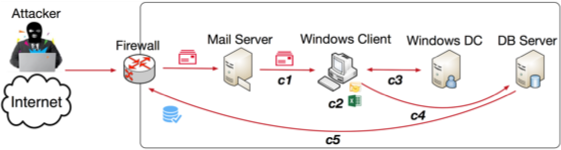 Attacker
Firewall
Mail Server
Windows Client
Windows DC
DB Server
Internet
c1
c2
c3
c4
c5